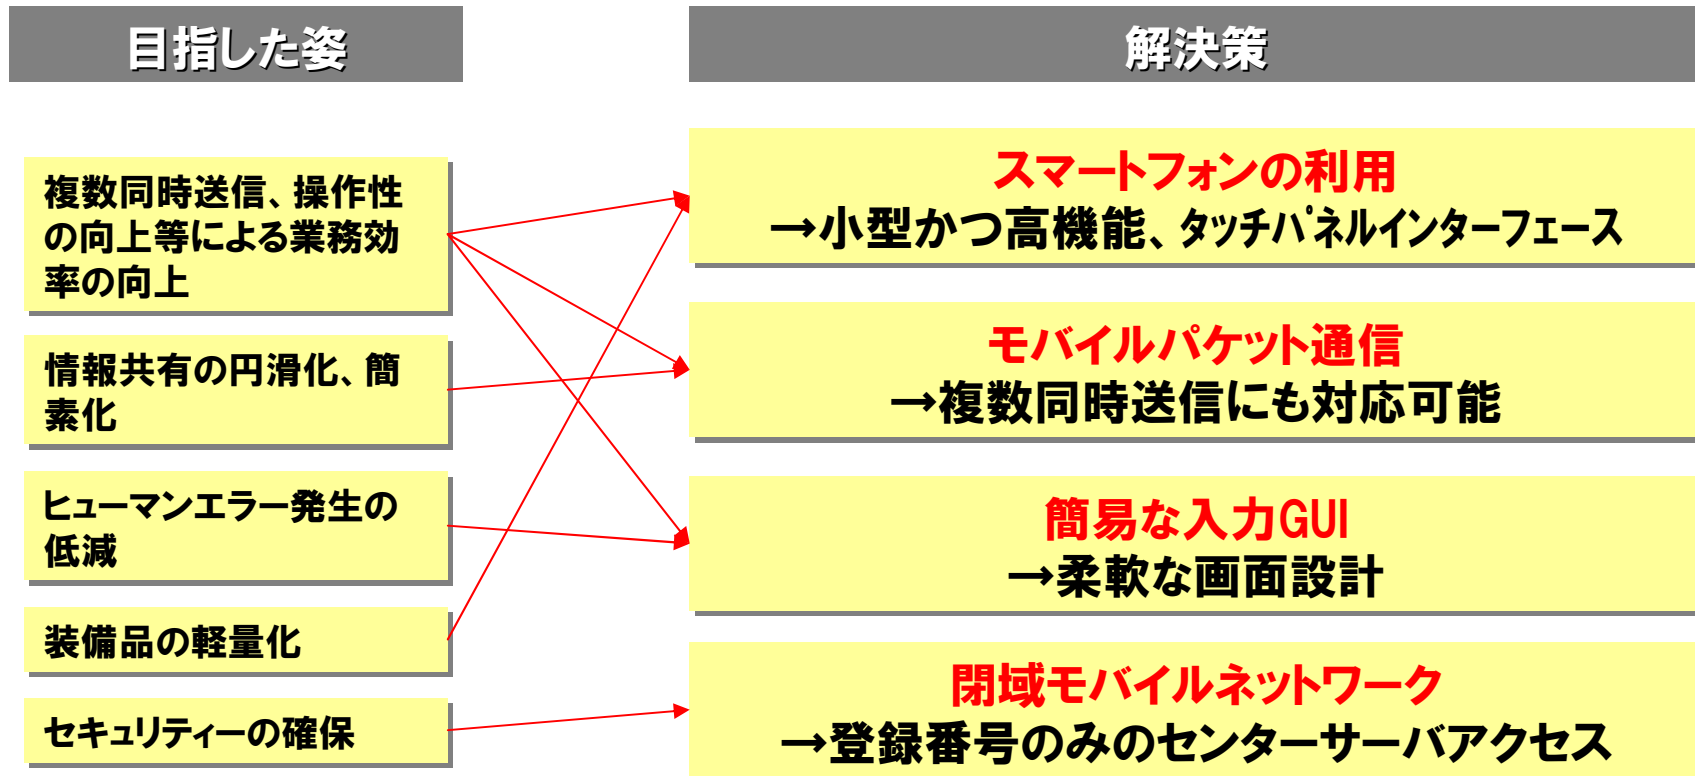 目指した姿
解決策
複数同時送信、操作性
の向上等による業務効
率の向上
情報共有の円滑化、簡
素化
ヒューマンエラー発生の
低減
装備品の軽量化
セキュリティーの確保
スマートフォンの利用
→小型かつ高機能、タッチパネルインターフェース
モバイルパケット通信
→複数同時送信にも対応可能
簡易な入力GUI
→柔軟な画面設計
閉域モバイルネットワーク
→登録番号のみのセンターサーバアクセス